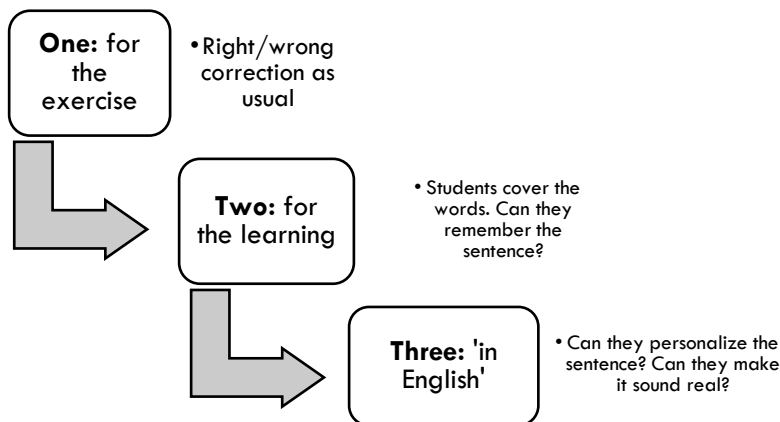 One: for
the
exercise
• Right/wrong
correction as
usual
Two: for
the learning
• Students cover the
words. Can they
remember the
sentence?
Three: 'in
English'
• Can they personalize the
sentence? Can they make
it sound real?